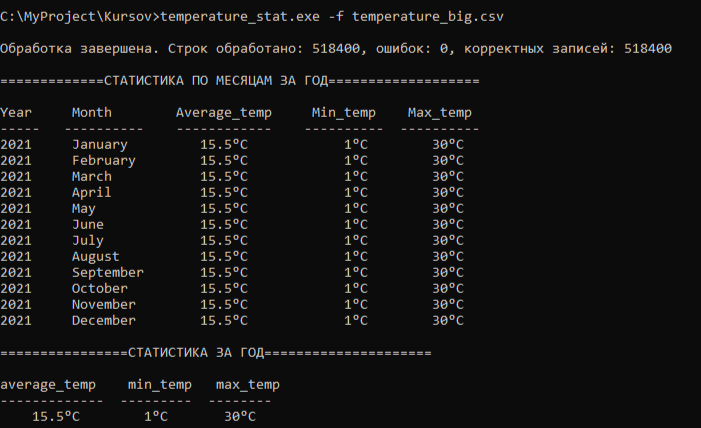 C:\MyProject\Kursov>temperature_stat.exe -f temperature_big.csv
Обработка завершена. Строк обработано: 518400, ошибок: 0, корректных записей: 518400
=============СТАТИСТИКА ПО МЕСЯЦАМ ЗА ГОД===================
Year     Month        Average_temp     Min_temp    Max_temp
-----   ----------    ------------    ----------  ----------
2021     January         15.5°C            1°C        30°C
2021     February        15.5°C            1°C        30°C
2021     March           15.5°C            1°C        30°C
2021     April           15.5°C            1°C        30°C
2021     May             15.5°C            1°C        30°C
2021     June            15.5°C            1°C        30°C
2021     July            15.5°C            1°C        30°C
2021     August          15.5°C            1°C        30°C
2021     September       15.5°C            1°C        30°C
2021     October         15.5°C            1°C        30°C
2021     November        15.5°C            1°C        30°C
2021     December        15.5°C            1°C        30°C
================СТАТИСТИКА ЗА ГОД=====================
average_temp    min_temp   max_temp
-------------  ---------  --------
    15.5°C        1°C       30°C